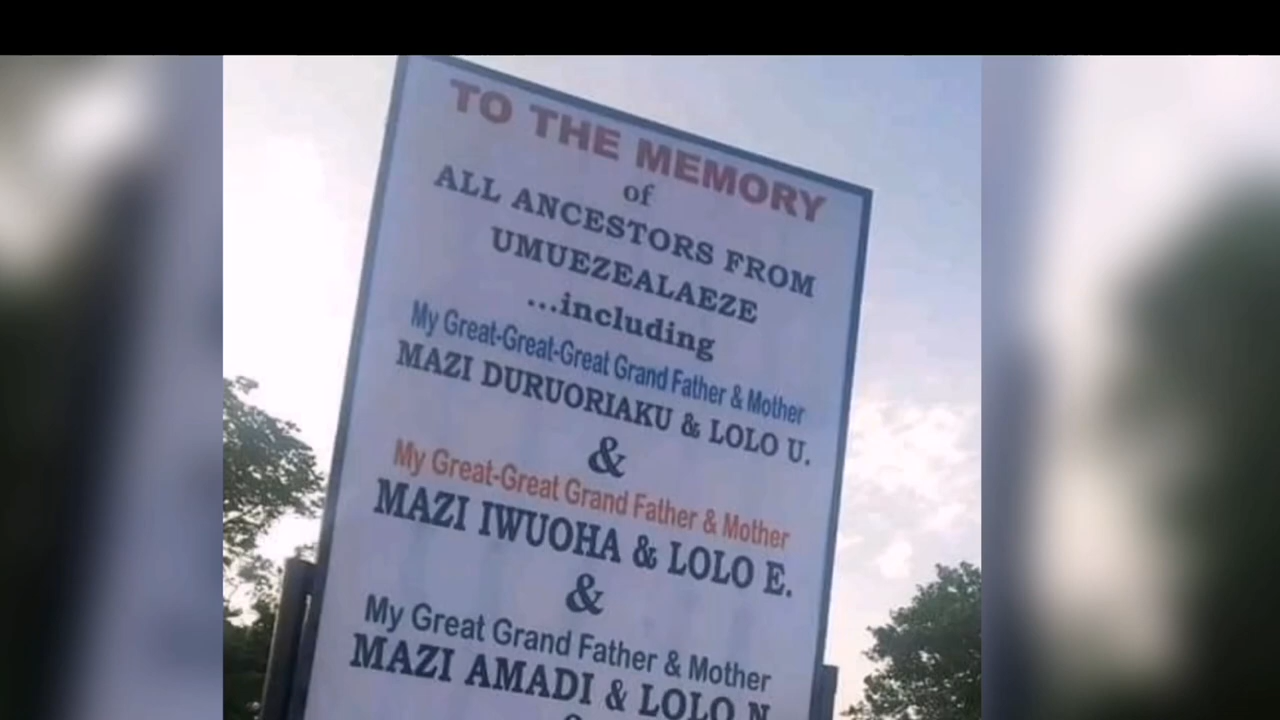 TO THE MEMORY
of
ALL ANCESTORS FROM
UMUEZEALAEZE
...including
My Great-Great-Great Grand Father & Mother
MAZI DURUORIAKU & LOLO U.
&
My Great-Great Grand Father & Mother
MAZI IWUOHA & LOLO E.
&
My Great Grand Father & Mother
MAZI AMADI & LOLO N